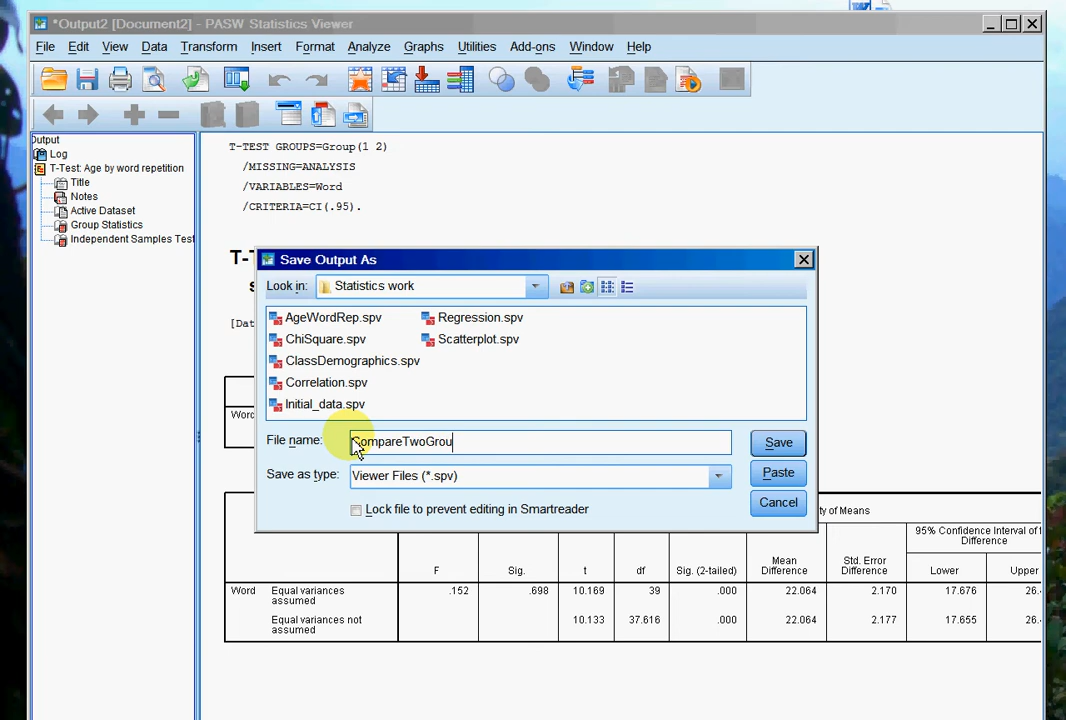 *Output2 [Document2] - PASW Statistics Viewer
File Edit View Data Transform Insert Format Analyze Graphs Utilities Add-ons Window Help
Output
Log
T-Test: Age by word repetition
Title
Notes
Active Dataset
Group Statistics
Independent Samples Test
T-TEST GROUPS=Group(1 2)
/MISSING=ANALYSIS
/VARIABLES=Word
/CRITERIA=CI(.95).
[Dat
Word
Save Output As
Look in: Statistics work
AgeWordRep.spv Regression.spv
ChiSquare.spv Scatterplot.spv
ClassDemographics.spv
Correlation.spv
Initial_data.spv
File name: CompareTwoGrou
Save
Save as type: Viewer Files (*.spv)
Paste
Lock file to prevent editing in Smartreader
Cancel
y of Means
95% Confidence Interval of t
Difference
F Sig. t df Sig. (2-tailed) Mean Difference Std. Error Difference Lower Upper
Word Equal variances assumed .152 .698 10.169 39 .000 22.064 2.170 17.676 26.4
Equal variances not assumed 10.133 37.616 .000 22.064 2.177 17.655 26.4